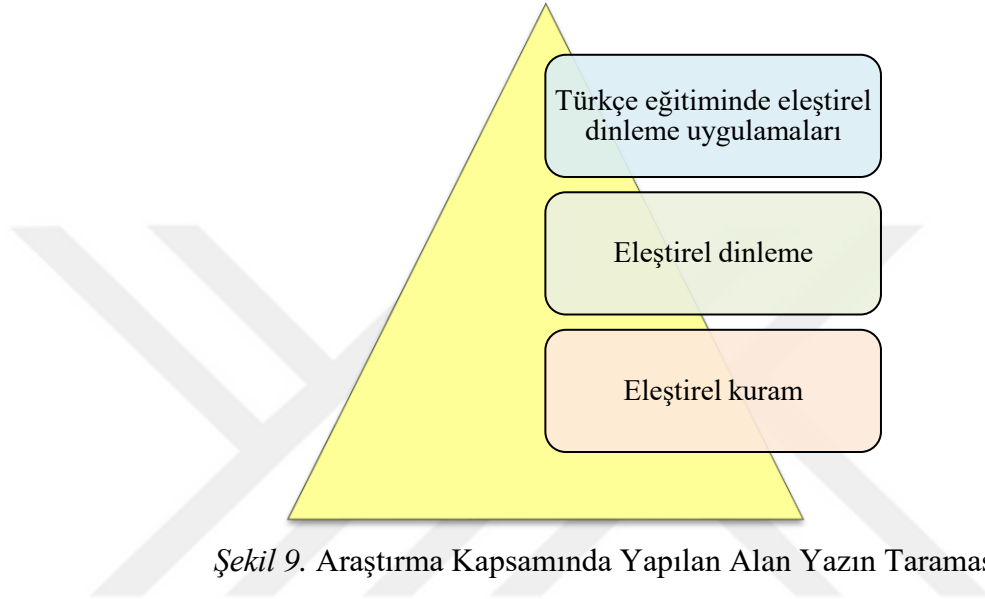 Türkçe eğitiminde eleştirel
dinleme uygulamaları
Eleştirel dinleme
Eleştirel kuram
Şekil 9. Araştırma Kapsamında Yapılan Alan Yazın